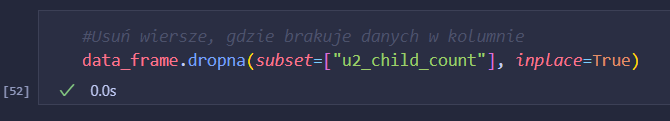 #Usuń wiersze, gdzie brakuje danych w kolumnie
data_frame.dropna(subset=["u2_child_count"], inplace=True)
[52]
0.0s